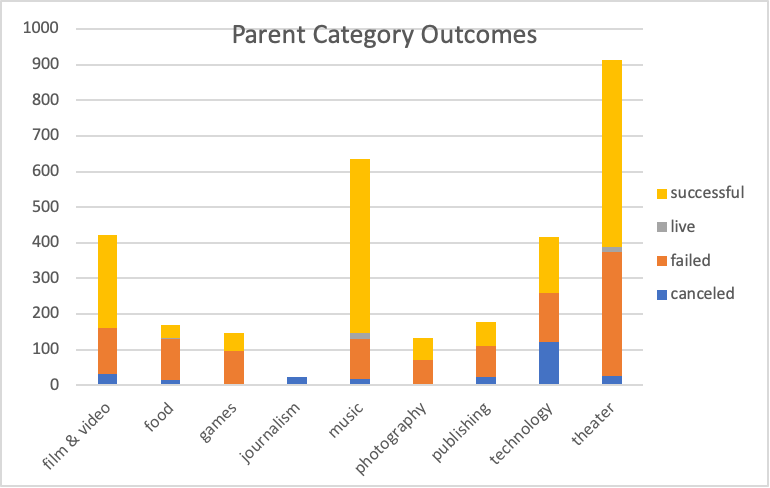 Parent Category Outcomes
1000
900
800
700
600
500
400
300
200
100
0
film & video
food
games
journalism
music
photography
publishing
technology
theater
successful
live
failed
canceled